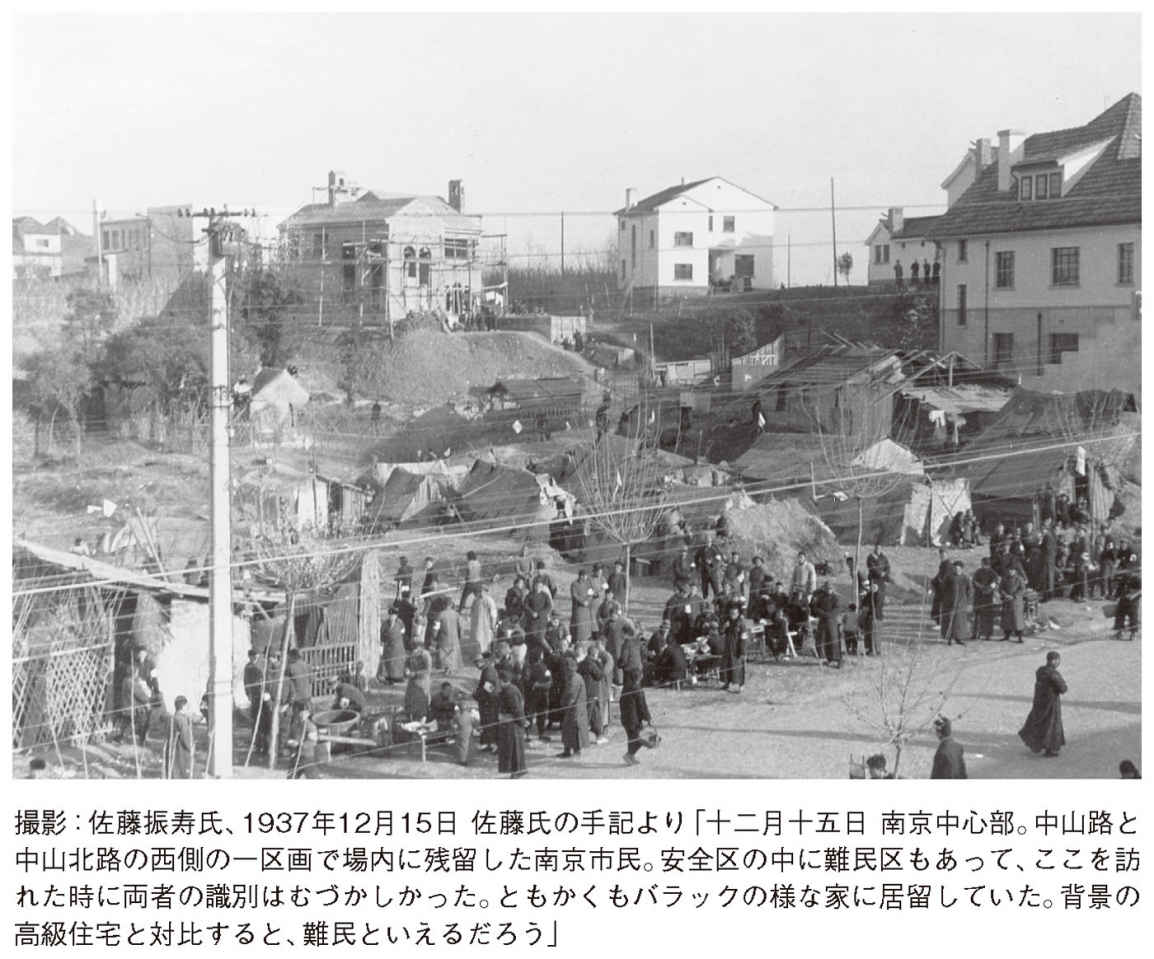 撮影：佐藤振寿氏、1937年12月15日 佐藤氏の手記より「十二月十五日 南京中心部。中山路と
中山北路の西側の一区画で場内に残留した南京市民。安全区の中に難民区もあって、ここを訪
れた時に両者の識別はむづかしかった。ともかくもバラックの様な家に居留していた。背景の
高級住宅と対比すると、難民といえるだろう」